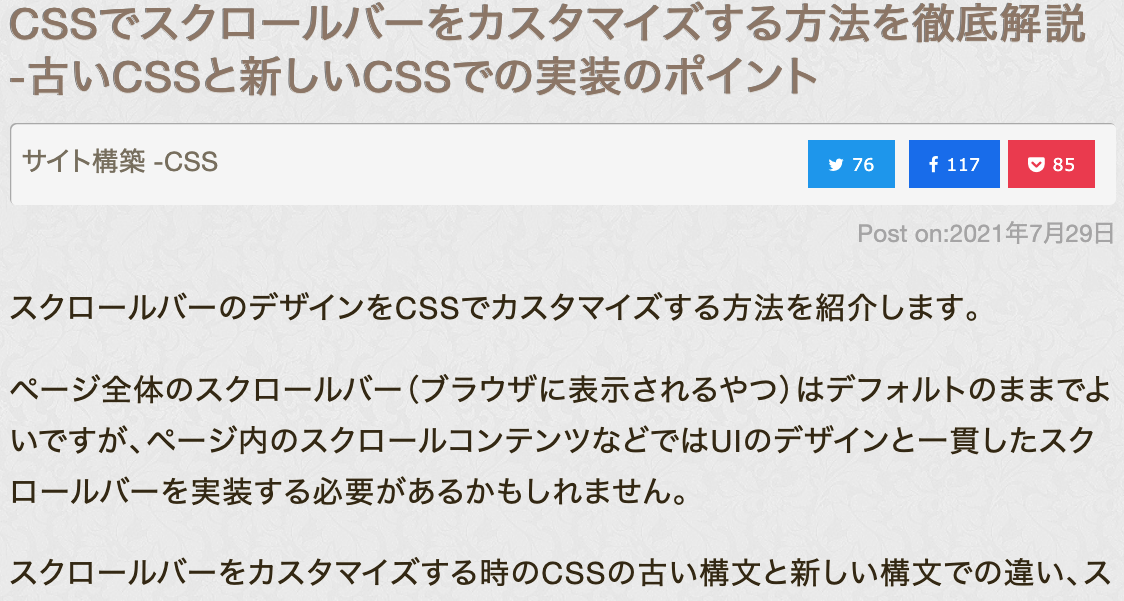 CSSでスクロールバーをカスタマイズする方法を徹底解説
-古いCSSと新しいCSSでの実装のポイント
サイト構築 -CSS
76
117
85
Post on:2021年7月29日
スクロールバーのデザインをCSSでカスタマイズする方法を紹介します。
ページ全体のスクロールバー（ブラウザに表示されるやつ）はデフォルトのままでよ
いですが、ページ内のスクロールコンテンツなどではUIのデザインと一貫したスク
ロールバーを実装する必要があるかもしれません。
スクロールバーをカスタマイズする時のCSSの古い構文と新しい構文での違い、ス